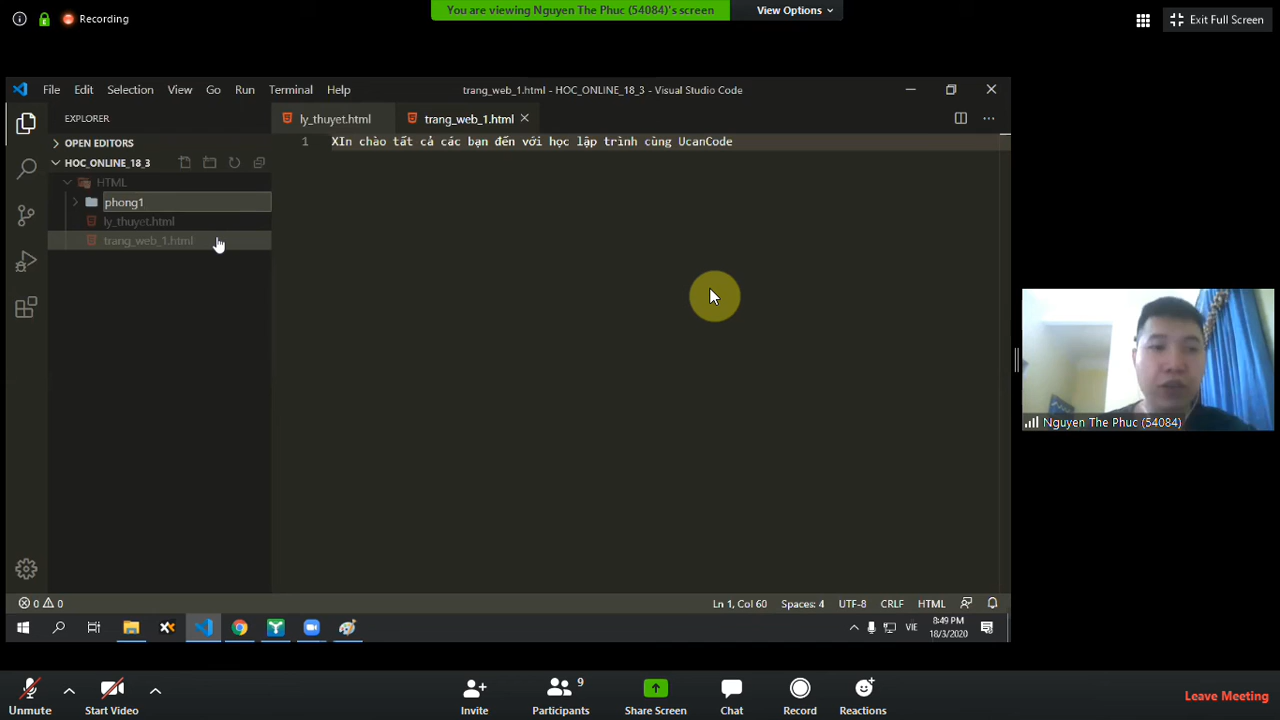 Recording
You are viewing Nguyen The Phuc (54084)'s screen
View Options
Exit Full Screen
File Edit Selection View Go Run Terminal Help
trang_web_1.html - HOC_ONLINE_18_3 - Visual Studio Code
EXPLORER
ly_thuyet.html
trang_web_1.html
OPEN EDITORS
HOC_ONLINE_18_3
HTML
phong1
ly_thuyet.html
trang_web_1.html
1 XIn chào tất cả các bạn đến với học lập trình cùng UcanCode
Nguyen The Phuc (54084)
0 0
Ln 1, Col 60 Spaces: 4 UTF-8 CRLF HTML
VIE
8:49 PM
18/3/2020
Unmute
Start Video
Invite
9
Participants
Share Screen
Chat
Record
Reactions
Leave Meeting